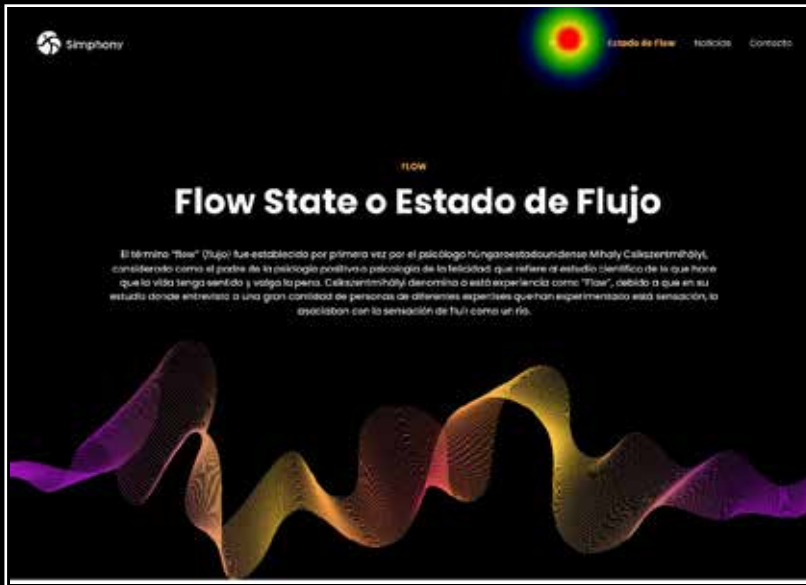 Simphony
Estado de Flow
Noticias
Contacto
FLOW
Flow State o Estado de Flujo
El término "flow" (flujo) fue establecido por primera vez por el psicólogo húngaroestadounidense Mihaly Csikszentmihályi,
considerado como el padre de la psiclogía positiva o psicología de la felicidad, que refiere al estudio científico de lo que hace
que la vida tenga sentido y valga la pena. Csikszentmihályi denomina a está experiencia como "Flow", debido a que en su
estudio donde entrevistó a una gran cantidad de personas de diferentes expertises que han experimentado está sensación, la
asociaban con la sensación de fluir como un río.